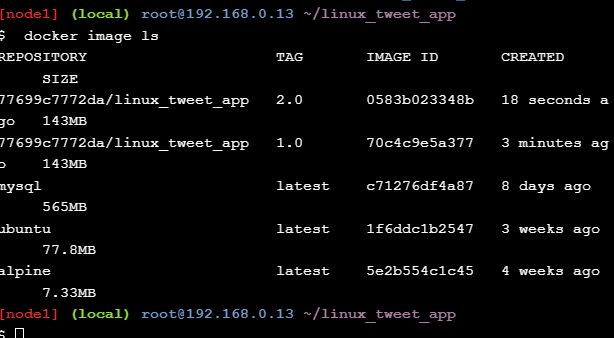 [node1] (local) root@192.168.0.13 ~/linux_tweet_app
$ docker image ls
REPOSITORY TAG IMAGE ID CREATED
SIZE
77699c7772da/linux_tweet_app 2.0 0583b023348b 18 seconds a
go 143MB
77699c7772da/linux_tweet_app 1.0 70c4c9e5a377 3 minutes ag
o 143MB
mysql latest c71276df4a87 8 days ago
565MB
ubuntu latest 1f6ddc1b2547 3 weeks ago
77.8MB
alpine latest 5e2b554c1c45 4 weeks ago
7.33MB
[node1] (local) root@192.168.0.13 ~/linux_tweet_app
$